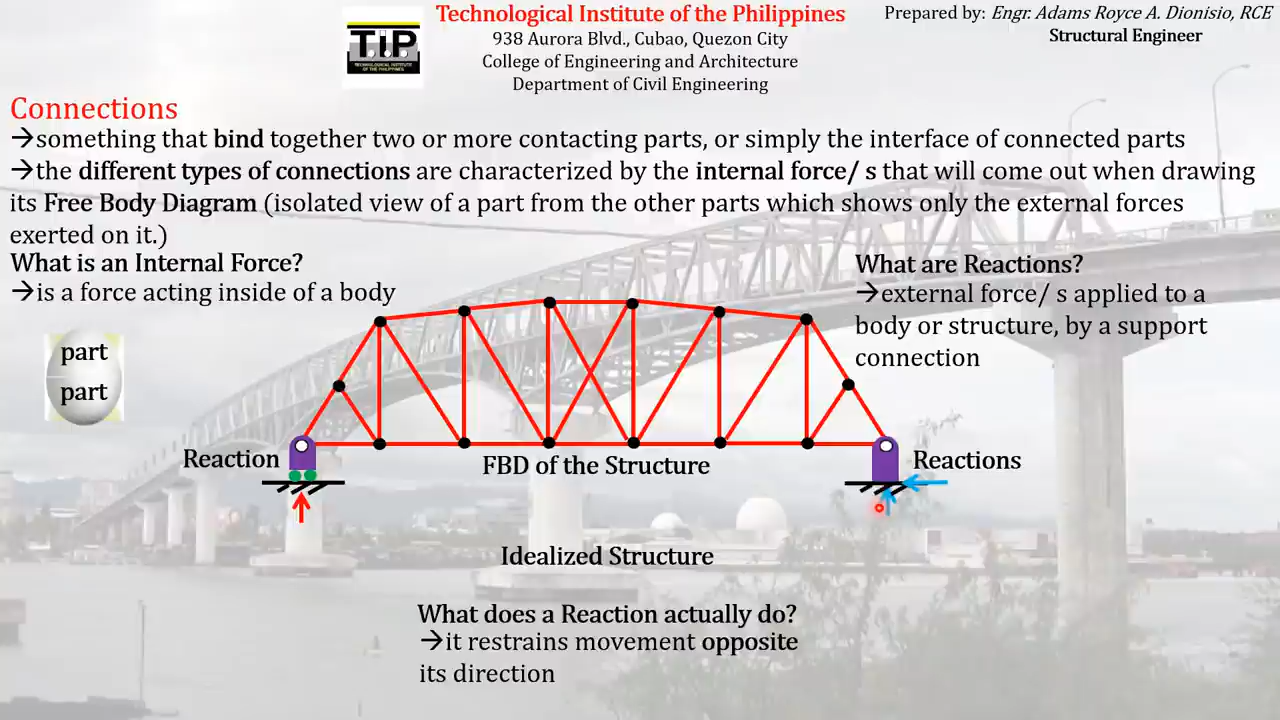 Technological Institute of the Philippines
938 Aurora Blvd., Cubao, Quezon City
College of Engineering and Architecture
Department of Civil Engineering
Prepared by: Engr. Adams Royce A. Dionisio, RCE
Structural Engineer
TiP
TECHNOLOGICAL INSTITUTE
OF THE PHILIPPINES
Connections
→something that bind together two or more contacting parts, or simply the interface of connected parts
→the different types of connections are characterized by the internal force/ s that will come out when drawing
its Free Body Diagram (isolated view of a part from the other parts which shows only the external forces
exerted on it.)
What is an Internal Force?
→is a force acting inside of a body
part
part
What are Reactions?
→external force/ s applied to a
body or structure, by a support
connection
Reaction
FBD of the Structure
Reactions
Idealized Structure
What does a Reaction actually do?
→it restrains movement opposite
its direction